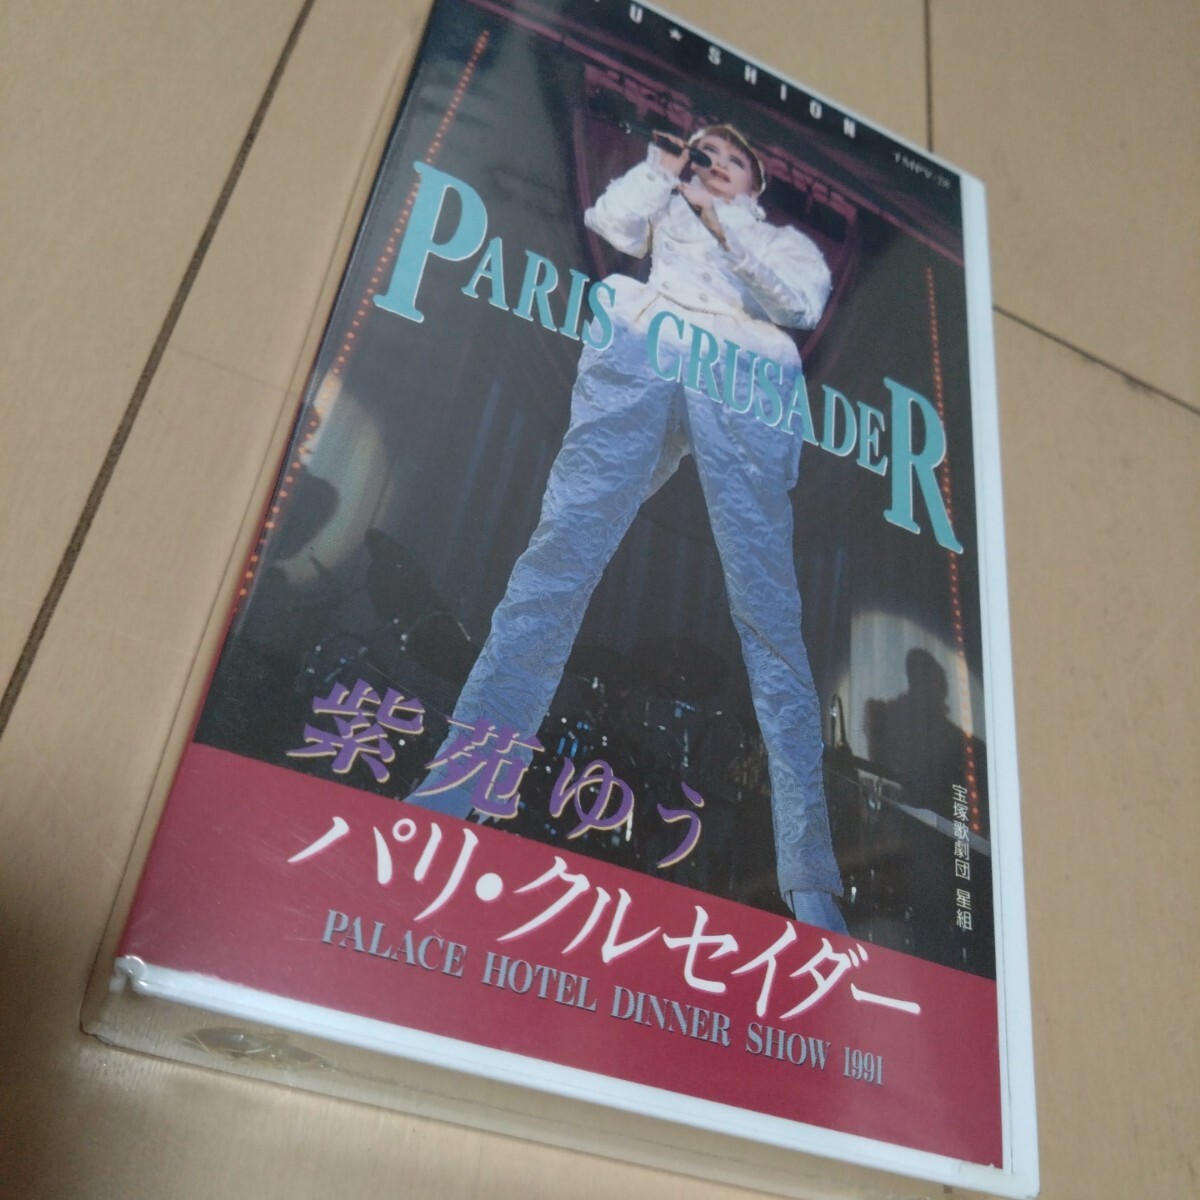 U★SHION
TMPV-28
PARIS CRUSADER
紫苑ゆう
宝塚歌劇団 星組
パリ・クルセイダー
PALACE HOTEL DINNER SHOW 1991